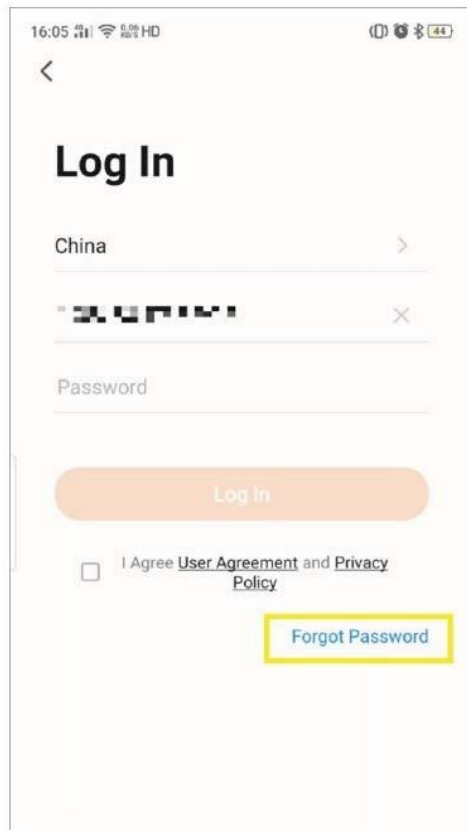 16:05 HD 44
Log In
China
Password
Log In
I Agree User Agreement and Privacy
Policy
Forgot Password